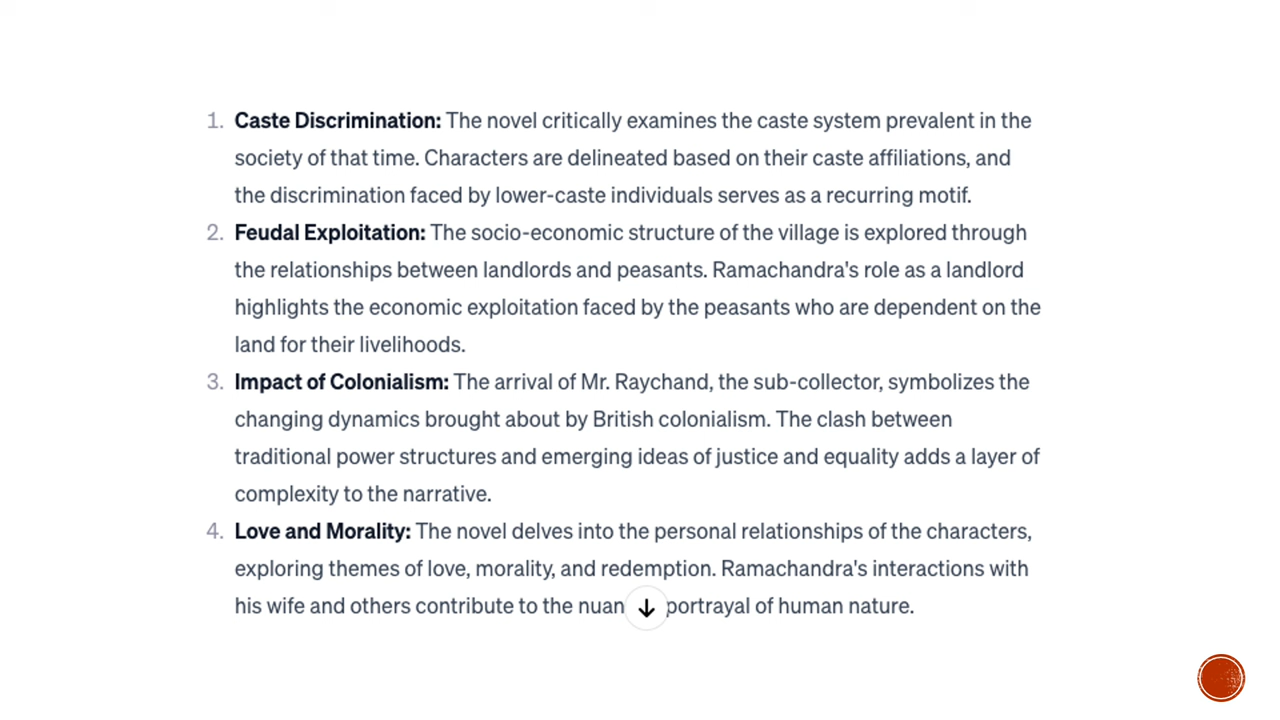 1. Caste Discrimination: The novel critically examines the caste system prevalent in the
society of that time. Characters are delineated based on their caste affiliations, and
the discrimination faced by lower-caste individuals serves as a recurring motif.
2. Feudal Exploitation: The socio-economic structure of the village is explored through
the relationships between landlords and peasants. Ramachandra's role as a landlord
highlights the economic exploitation faced by the peasants who are dependent on the
land for their livelihoods.
3. Impact of Colonialism: The arrival of Mr. Raychand, the sub-collector, symbolizes the
changing dynamics brought about by British colonialism. The clash between
traditional power structures and emerging ideas of justice and equality adds a layer of
complexity to the narrative.
4. Love and Morality: The novel delves into the personal relationships of the characters,
exploring themes of love, morality, and redemption. Ramachandra's interactions with
his wife and others contribute to the nuan portrayal of human nature.